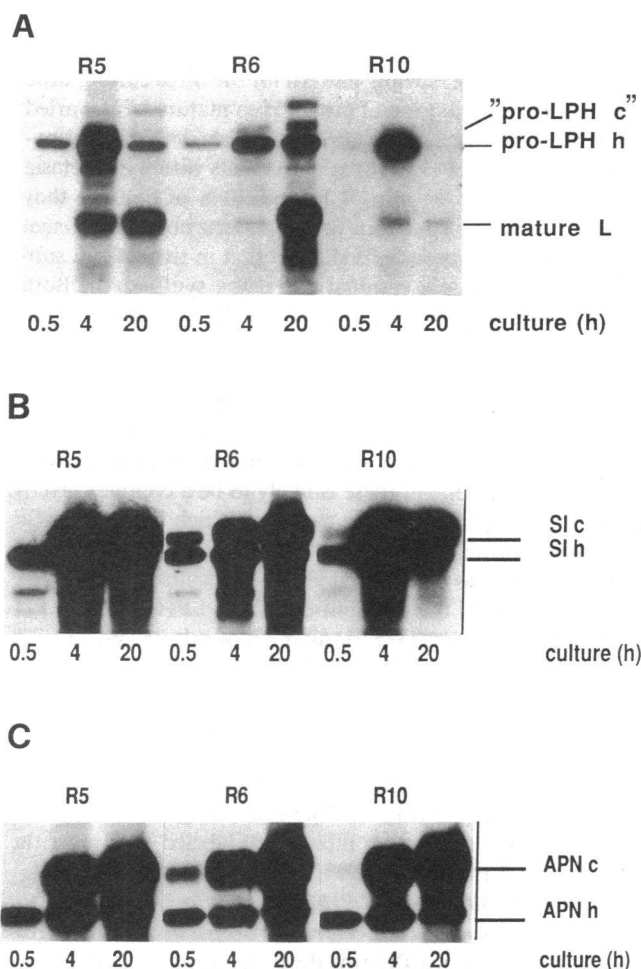 A
R5 R6 R10
"pro-LPH c"
pro-LPH h
mature L
0.5 4 20 0.5 4 20 0.5 4 20 culture (h)
B
R5 R6 R10
SI c
SI h
0.5 4 20 0.5 4 20 0.5 4 20 culture (h)
C
R5 R6 R10
APN c
APN h
0.5 4 20 0.5 4 20 0.5 4 20 culture (h)